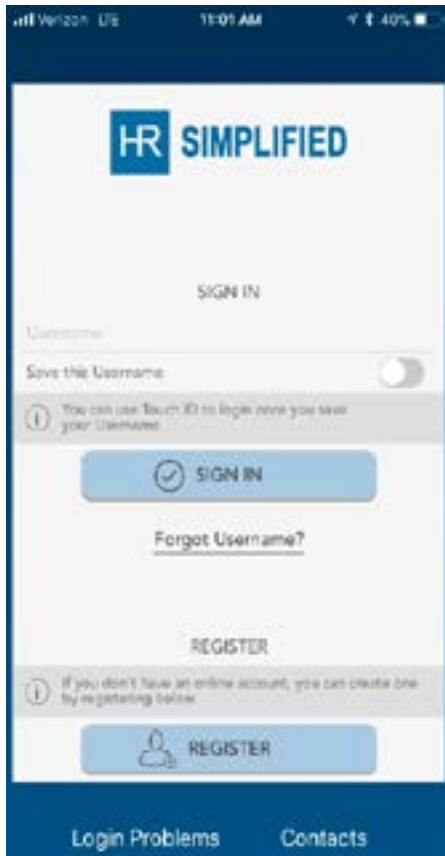 Verizon LTE 11:01 AM 40%
HR SIMPLIFIED
SIGN IN
Username
Save this Username
You can use Touch ID to login once you save
your Username
SIGN IN
Forgot Username?
REGISTER
If you don't have an online account, you can create one
by registering below
REGISTER
Login Problems Contacts